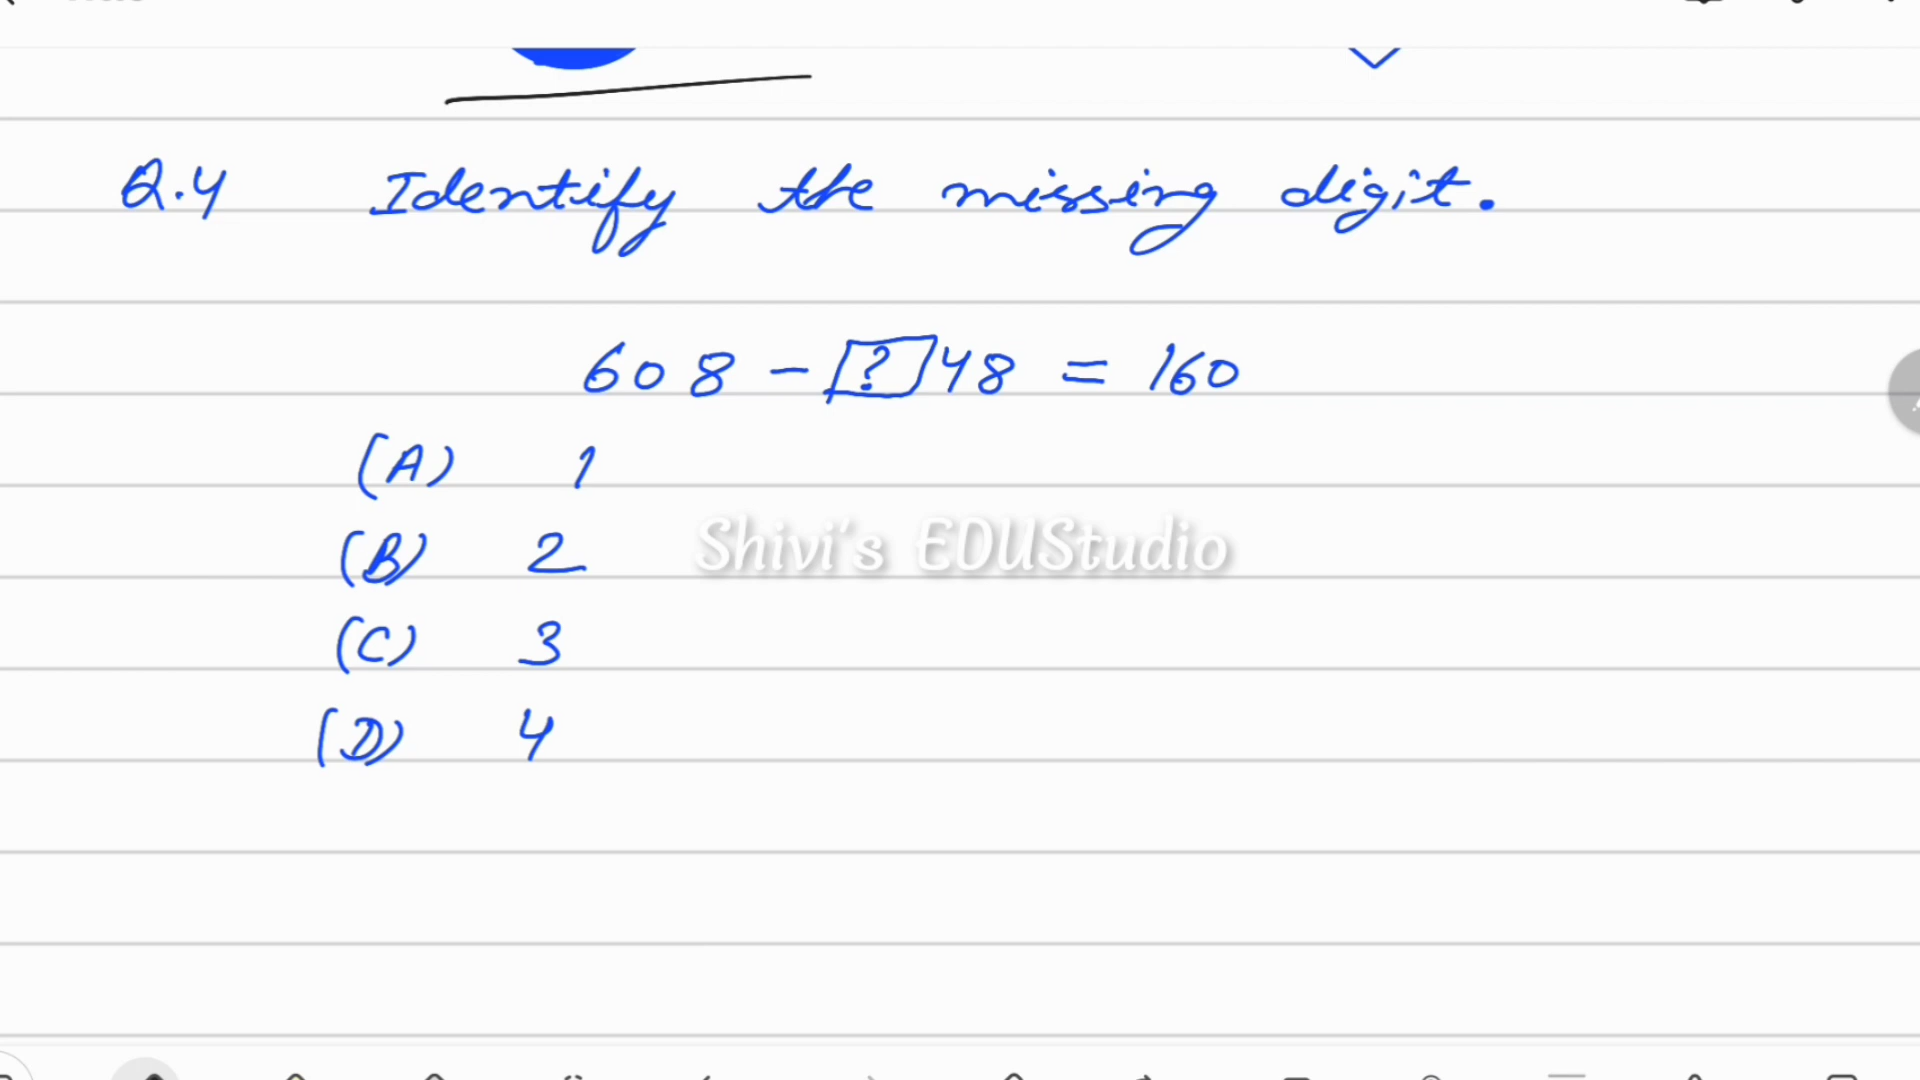 Q.4 Identify the missing digit.
608 - [?]48 = 160
(A) 1
(B) 2
Shivi's EDUStudio
(C) 3
(D) 4